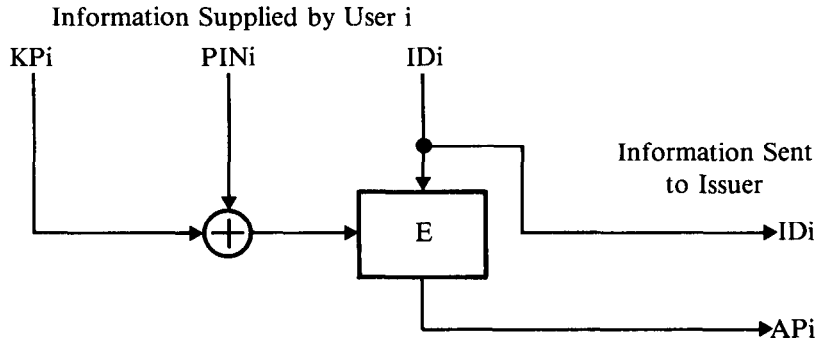 Information Supplied by User i
KPi PINi IDi
Information Sent
to Issuer
E
IDi
APi